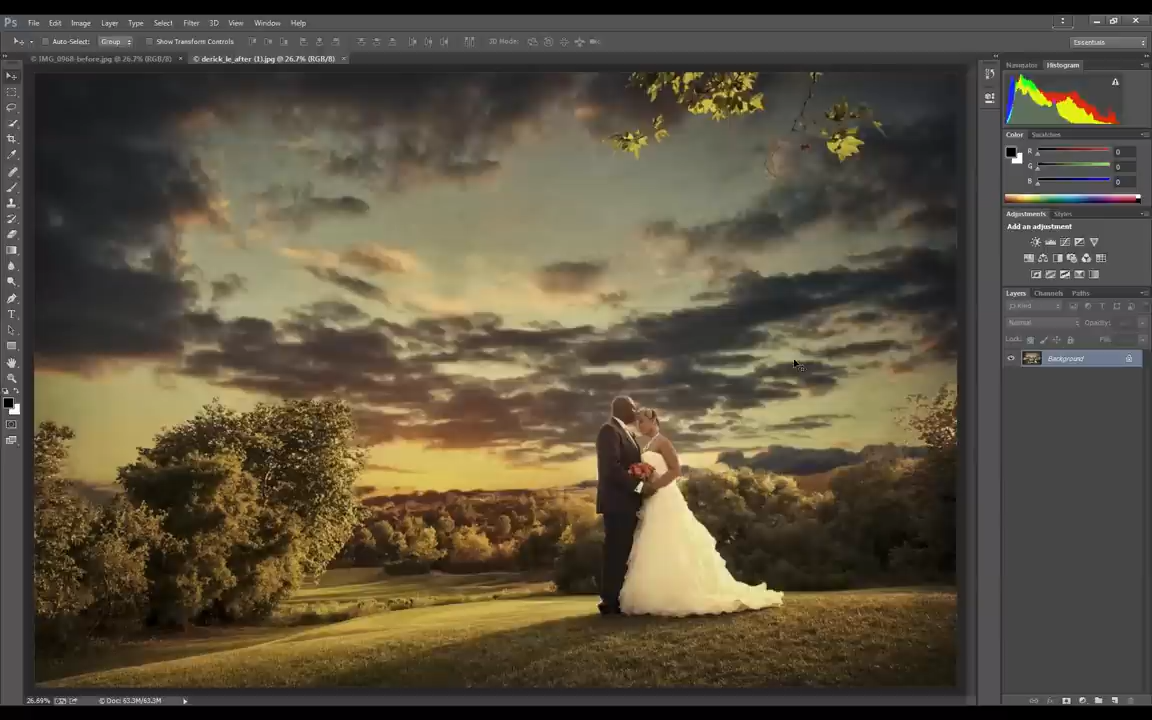 Ps File Edit Image Layer Type Select Filter 3D View Window Help
Auto-Select: Group Show Transform Controls 3D Mode: Essentials
© IMG_0968-before.jpg @ 26.7% (RGB/8) × © derick_le_after (1).jpg @ 26.7% (RGB/8) ×
Navigator Histogram
Color Swatches
R 0
G 0
B 0
Adjustments Styles
Add an adjustment
Layers Channels Paths
Kind
Normal Opacity:
Lock: Fill:
Background
26.69% © Doc: 63.3M/63.3M